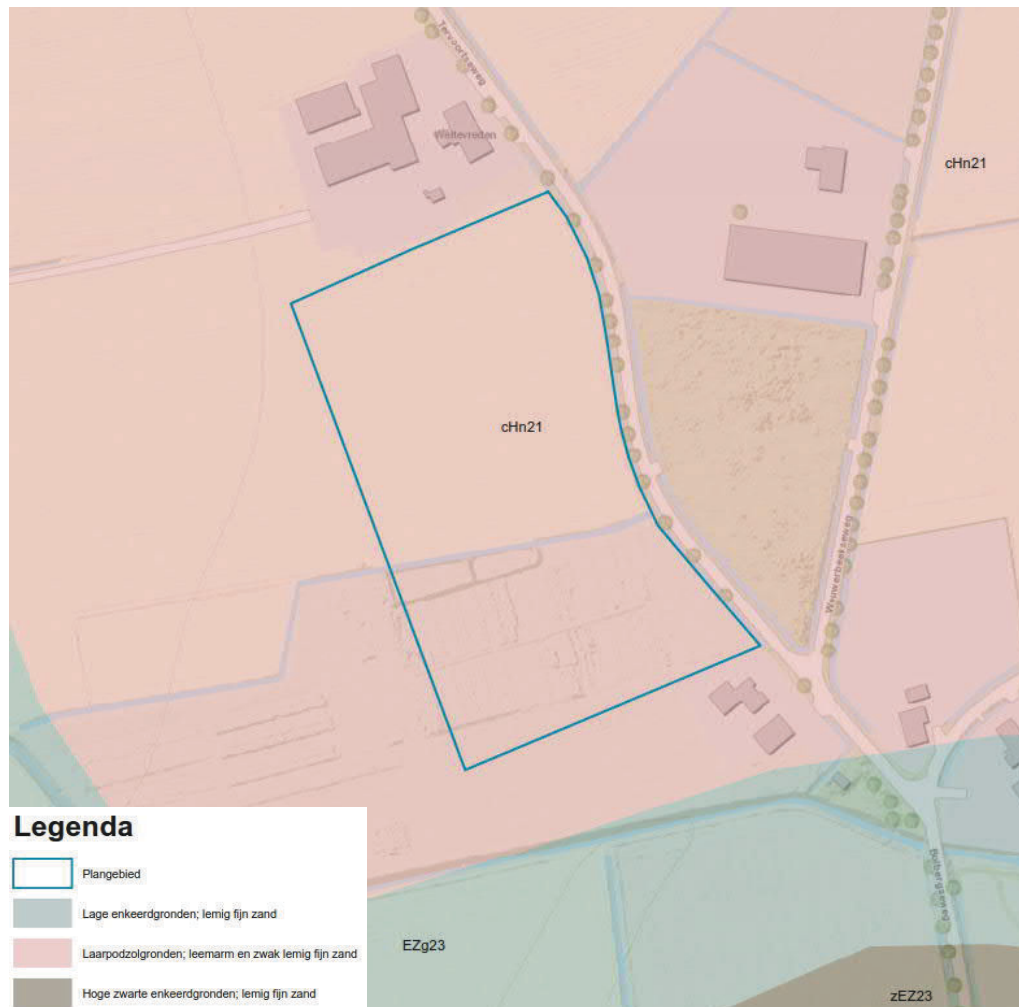 Tervoortseweg
Weltevreden
cHn21
cHn21
Wouwerbeekseweg
Legenda
Plangebied
Lage enkeerdgronden; lemig fijn zand
Laarpodzolgronden; leemarm en zwak lemig fijn zand
Hoge zwarte enkeerdgronden; lemig fijn zand
EZg23
zEZ23